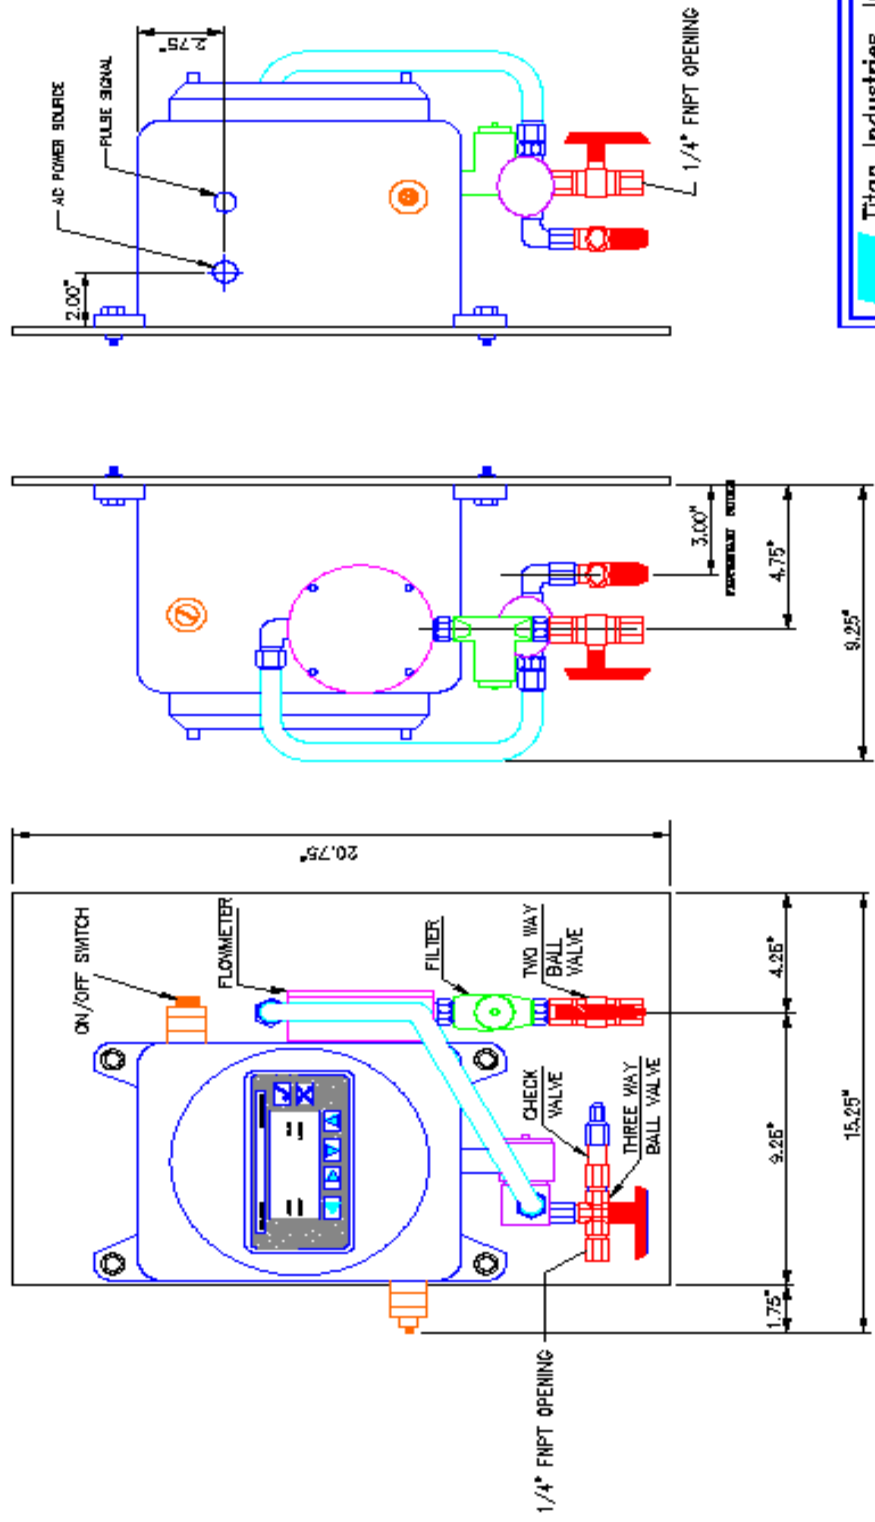 ON/OFF SWITCH
FLOWMETER
FILTER
TWO WAY
BALL
VALVE
CHECK
VALVE
THREE WAY
BALL VALVE
1/4" FNPT OPENING
20.75"
4.25"
9.25"
1.75"
15.25"
3.00"
4.75"
9.25"
AC POWER SOURCE
PULSE SIGNAL
2.75"
2.00"
1/4" FNPT OPENING
Titan Industries